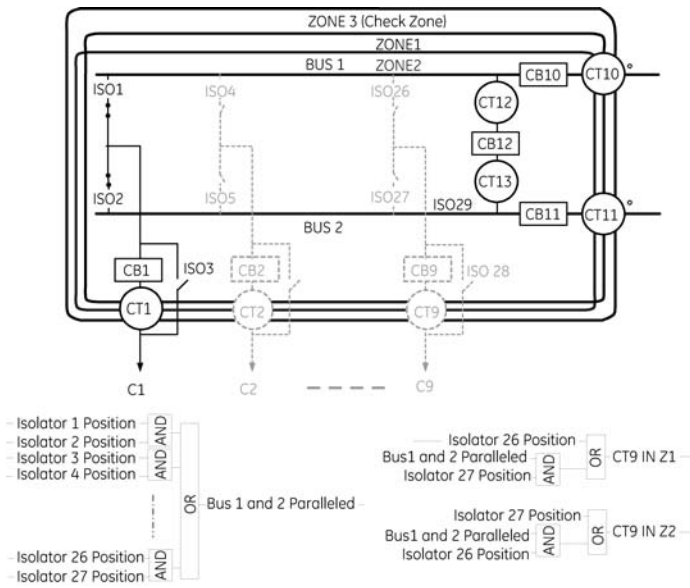 ZONE 3 (Check Zone)
ZONE1
BUS 1 ZONE2
CB10 CT10
ISO1 ISO4 ISO26
CT12
CB12
CT13
ISO2 ISO5 ISO27 ISO29
BUS 2
CB11 CT11
CB1 ISO3 CB2 CB9 ISO 28
CT1 CT2 CT9
C1 C2 C9
Isolator 1 Position
Isolator 2 Position
AND
Isolator 3 Position
Isolator 4 Position
AND
OR
Bus 1 and 2 Paralleled
Isolator 26 Position
Isolator 27 Position
AND
Isolator 26 Position
Bus1 and 2 Paralleled
Isolator 27 Position
AND
OR
CT9 IN Z1
Isolator 27 Position
Bus1 and 2 Paralleled
Isolator 26 Position
AND
OR
CT9 IN Z2